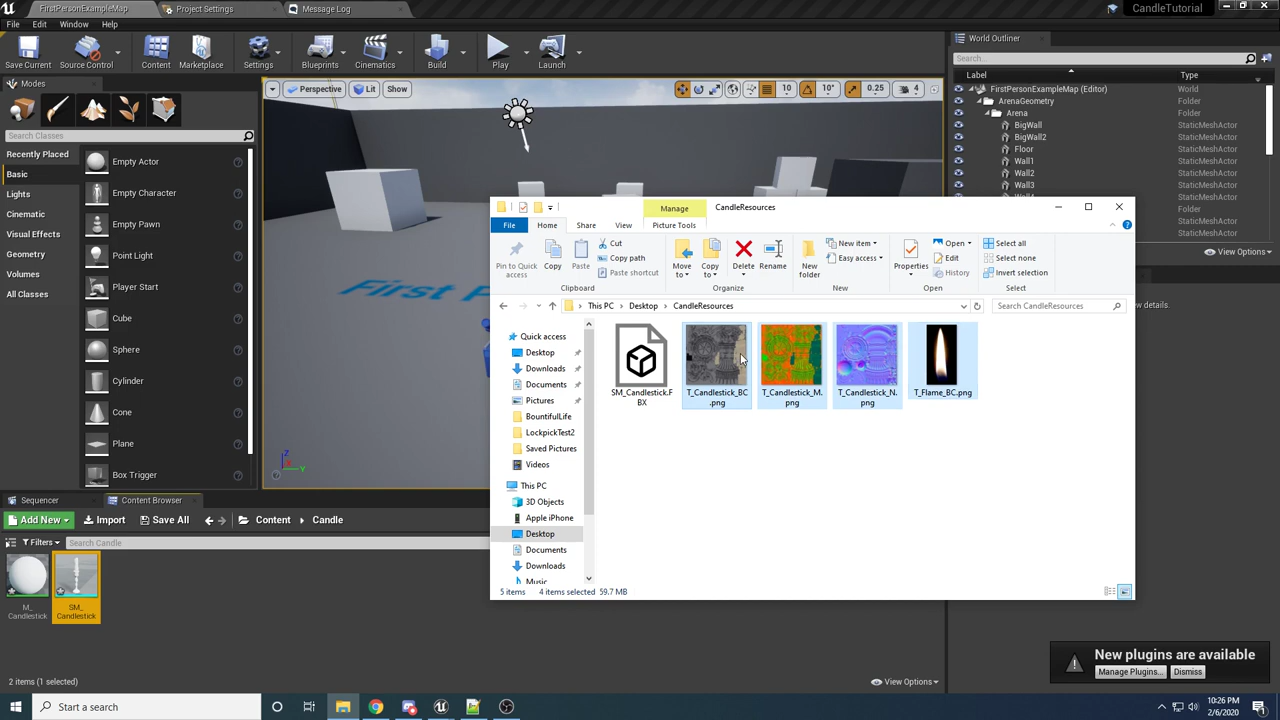 FirstPersonExampleMap
Project Settings
Message Log
CandleTutorial
File Edit Window Help
Save Current
Source Control
Content
Marketplace
Settings
Blueprints
Cinematics
Build
Play
Launch
Modes
Search Classes
Recently Placed
Basic
Lights
Cinematic
Visual Effects
Geometry
Volumes
All Classes
Empty Actor
Empty Character
Empty Pawn
Point Light
Player Start
Cube
Sphere
Cylinder
Cone
Plane
Box Trigger
Perspective
Lit
Show
10
10°
0.25
4
First P
World Outliner
Search...
Label
Type
FirstPersonExampleMap (Editor)
World
ArenaGeometry
Folder
Arena
Folder
BigWall
StaticMeshActor
BigWall2
StaticMeshActor
Floor
StaticMeshActor
Wall1
StaticMeshActor
Wall2
StaticMeshActor
Wall3
StaticMeshActor
StaticMeshActor
Folder
StaticMeshActor
StaticMeshActor
View Options
Manage
CandleResources
File
Home
Share
View
Picture Tools
Pin to Quick access
Copy
Paste
Cut
Copy path
Paste shortcut
Clipboard
Move to
Copy to
Delete
Rename
Organize
New folder
New item
Easy access
New
Properties
Open
Edit
History
Open
Select all
Select none
Invert selection
Select
This PC
Desktop
CandleResources
Search CandleResources
Quick access
Desktop
Downloads
Documents
Pictures
BountifulLife
LockpickTest2
Saved Pictures
Videos
This PC
3D Objects
Apple iPhone
Desktop
Documents
Downloads
Music
SM_Candlestick.F
BX
T_Candlestick_BC
.png
T_Candlestick_M.
png
T_Candlestick_N.
png
T_Flame_BC.png
5 items
4 items selected 59.7 MB
Sequencer
Content Browser
Add New
Import
Save All
Content
Candle
Filters
Search Candle
M_
Candlestick
SM_
Candlestick
2 items (1 selected)
View Options
New plugins are available
Manage Plugins...
Dismiss
Start a search
10:26 PM
2/6/2020
1